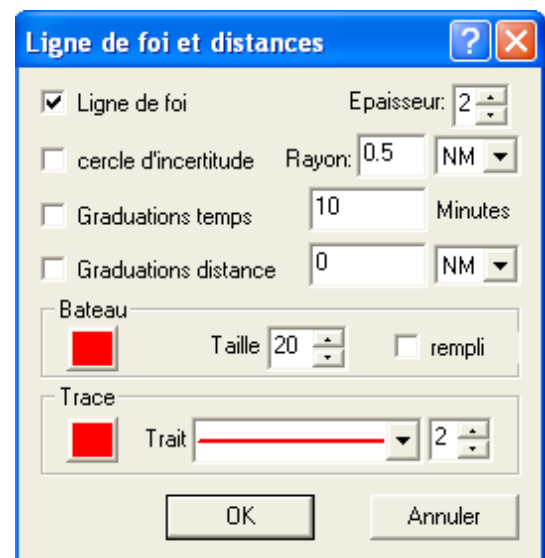 Ligne de foi et distances
Ligne de foi Epaisseur: 2
cercle d'incertitude Rayon: 0.5 NM
Graduations temps 10 Minutes
Graduations distance 0 NM
Bateau
Taille 20 rempli
Trace
Trait 2
OK Annuler